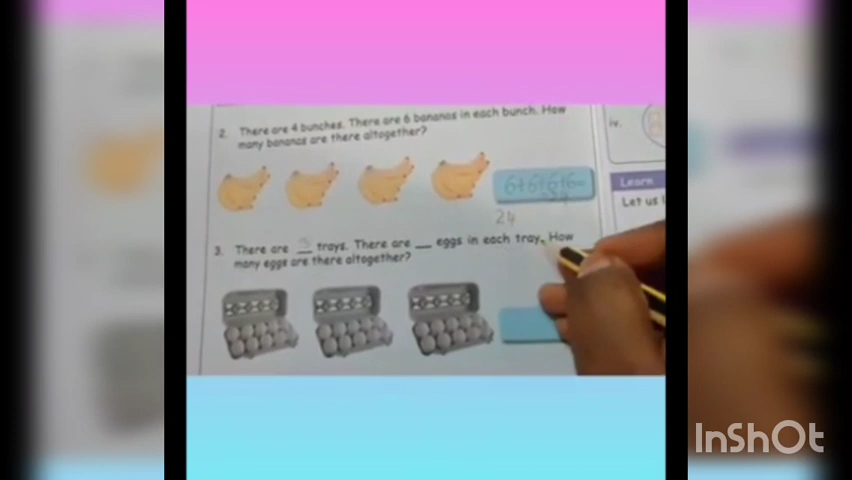 2. There are 4 bunches. There are 6 bananas in each bunch. How
many bananas are there altogether?
6+6+6+6=
24
24
3. There are 3 trays. There are __ eggs in each tray. How
many eggs are there altogether?
iv.
Learn
Let us
InShOt